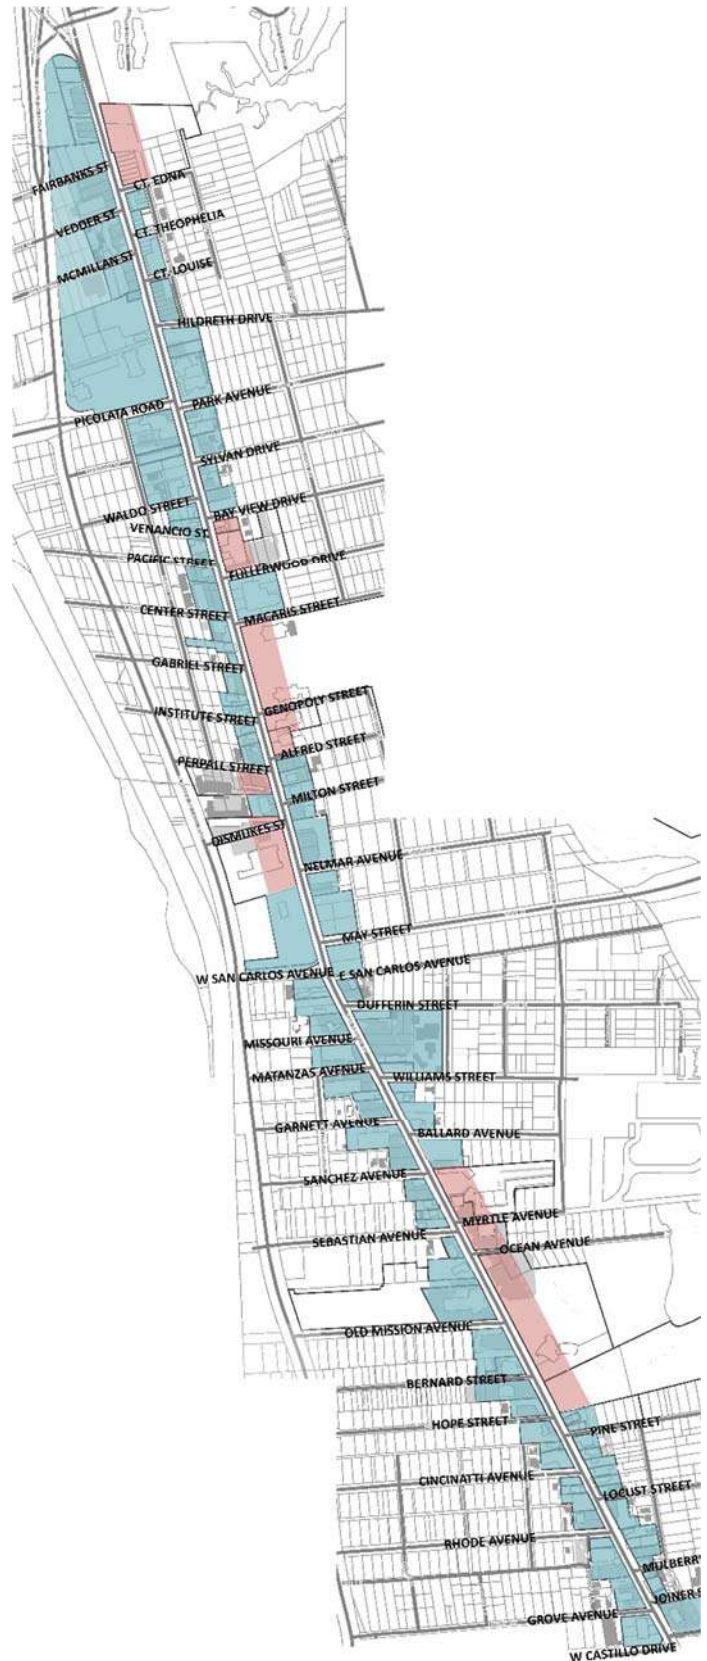 FAIRBANKS ST
CT. EDNA
VEDDER ST
CT. THEOPHELIA
MCMILLAN ST
CT. LOUISE
HILDRETH DRIVE
PICOLATA ROAD
PARK AVENUE
SYLVAN DRIVE
WALDO STREET
BAY VIEW DRIVE
VENANCIO ST.
PACIFIC STREET
FULLERWOOD DRIVE
CENTER STREET
MACARIS STREET
GABRIEL STREET
GENOPOLY STREET
INSTITUTE STREET
ALFRED STREET
PERPALL STREET
MILTON STREET
DISMUKES ST
NELMAR AVENUE
MAY STREET
W SAN CARLOS AVENUE
E SAN CARLOS AVENUE
DUFFERIN STREET
MISSOURI AVENUE
MATANZAS AVENUE
WILLIAMS STREET
GARNETT AVENUE
BALLARD AVENUE
SANCHEZ AVENUE
MYRTLE AVENUE
SEBASTIAN AVENUE
OCEAN AVENUE
OLD MISSION AVENUE
BERNARD STREET
HOPE STREET
PINE STREET
CINCINATTI AVENUE
LOCUST STREET
RHODE AVENUE
MULBERRY
JOINER S
GROVE AVENUE
W CASTILLO DRIVE